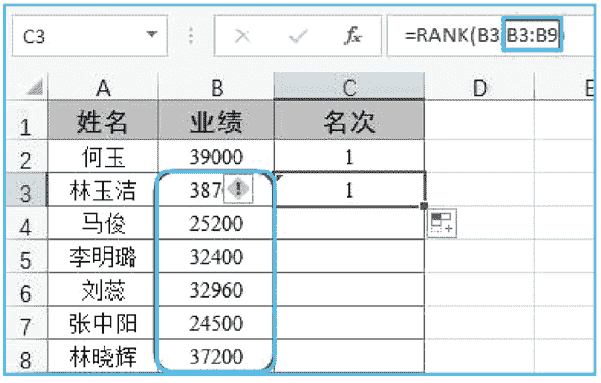 C3 fx =RANK(B3 B3:B9)
A B C D E
1 姓名 业绩 名次
2 何玉 39000 1
3 林玉洁 387 1
4 马俊 25200
5 李明璐 32400
6 刘蕊 32960
7 张中阳 24500
8 林晓辉 37200